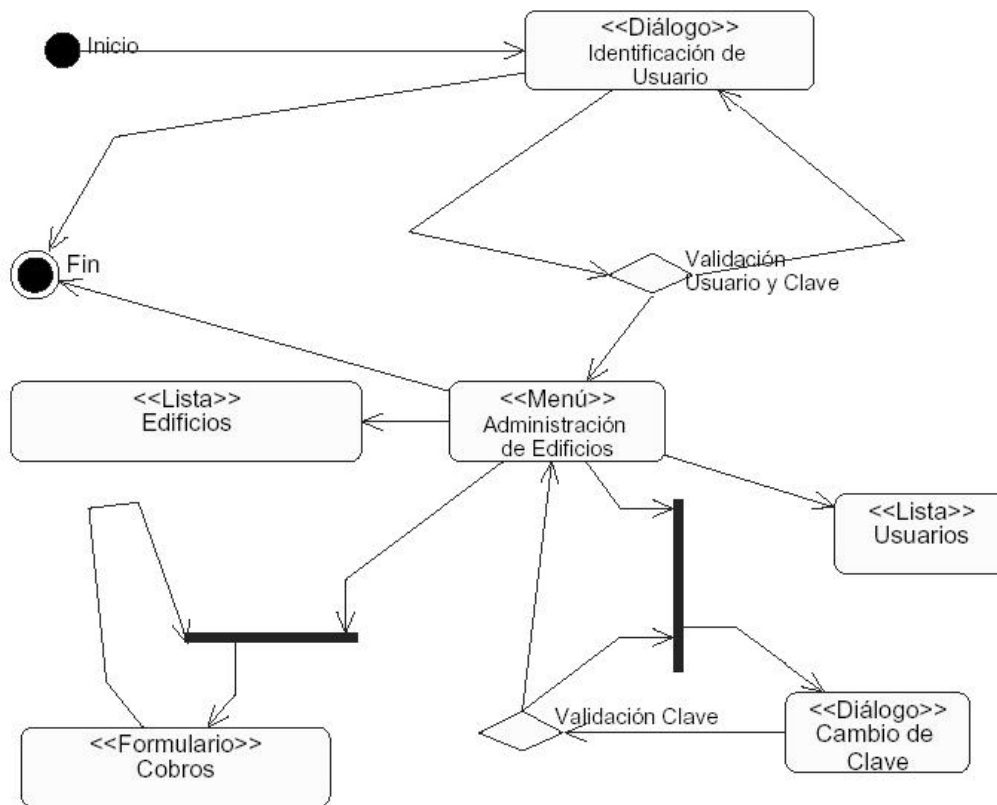 Inicio
<<Diálogo>>
Identificación de
Usuario
Fin
Validación
Usuario y Clave
<<Lista>>
Edificios
<<Menú>>
Administración
de Edificios
<<Lista>>
Usuarios
<<Formulario>>
Cobros
Validación Clave
<<Diálogo>>
Cambio de
Clave